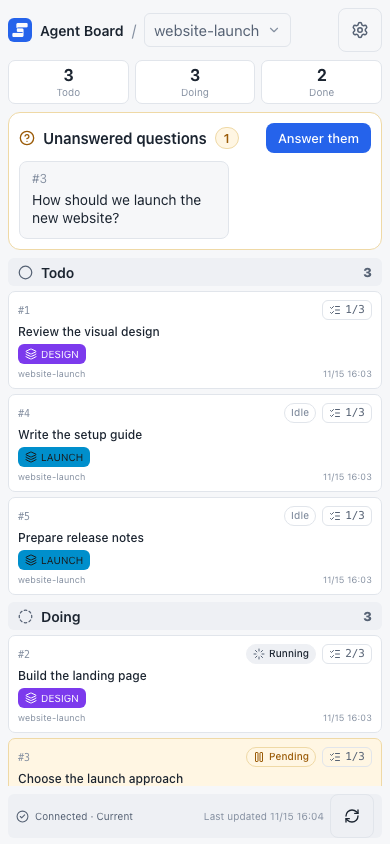 Agent Board / website-launch
3 3 2
Todo Doing Done
Unanswered questions 1 Answer them
#3
How should we launch the
new website?
Todo 3
#1 1/3
Review the visual design
DESIGN
website-launch 11/15 16:03
#4 Idle 1/3
Write the setup guide
LAUNCH
website-launch 11/15 16:03
#5 Idle 1/3
Prepare release notes
LAUNCH
website-launch 11/15 16:03
Doing 3
#2 Running 2/3
Build the landing page
DESIGN
website-launch 11/15 16:03
#3 Pending 1/3
Choose the launch approach
Connected · Current Last updated 11/15 16:04